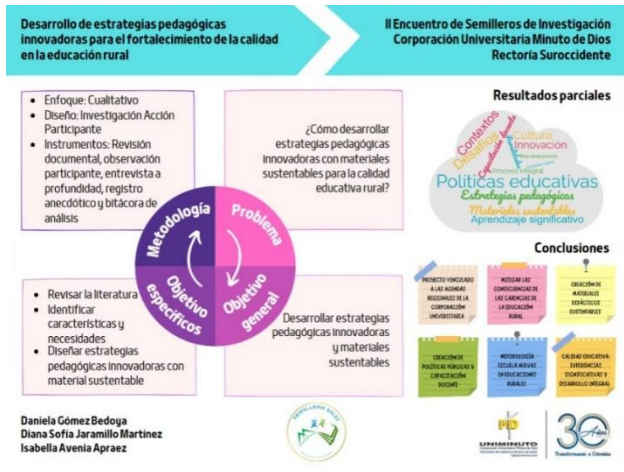 Desarrollo de estrategias pedagógicas
innovadoras para el fortalecimiento de la calidad
en la educación rural
II Encuentro de Semilleros de Investigación
Corporación Universitaria Minuto de Dios
Rectoría Suroccidente
• Enfoque: Cualitativo
• Diseño: Investigación Acción
Participante
• Instrumentos: Revisión
documental, observación
participante, entrevista a
profundidad, registro
anecdótico y bitácora de
análisis
¿Cómo desarrollar
estrategias pedagógicas
innovadoras con materiales
sustentables para la calidad
educativa rural?
Metodología
Problema
Objetivo
específicos
Objetivo
general
• Revisar la literatura
• Identificar
características y
necesidades
• Diseñar estrategias
pedagógicas innovadoras con
material sustentable
Desarrollar estrategias
pedagógicas innovadoras
y materiales
sustentables
Resultados parciales
Contextos
Desafíos
Capacitación docente
Cultura
Innovación
Proceso integral
Políticas educativas
Estrategias pedagógicas
Materiales sustentables
Aprendizaje significativo
Conclusiones
PROYECTO VINCULADO
A LAS AGENDAS
REGIONALES DE LA
CORPORACIÓN
UNIVERSITARIA
MITIGAR LAS
CONSECUENCIAS DE
LAS CARENCIAS DE
LA EDUCACIÓN
RURAL
CREACIÓN DE
MATERIALES
DIDÁCTICOS
SUSTENTABLES
CREACIÓN DE
POLÍTICAS PÚBLICAS Y
CAPACITACIÓN
DOCENTE
METODOLOGÍA
ESCUELA NUEVAS
EN EDUCACIONES
RURALES
CALIDAD EDUCATIVA:
EXPERIENCIAS
SIGNIFICATIVAS Y
DESARROLLO INTEGRAL
Daniela Gómez Bedoya
Diana Sofía Jaramillo Martínez
Isabella Avenia Apraez
UNIMINUTO
30 Años
Transformando a Colombia